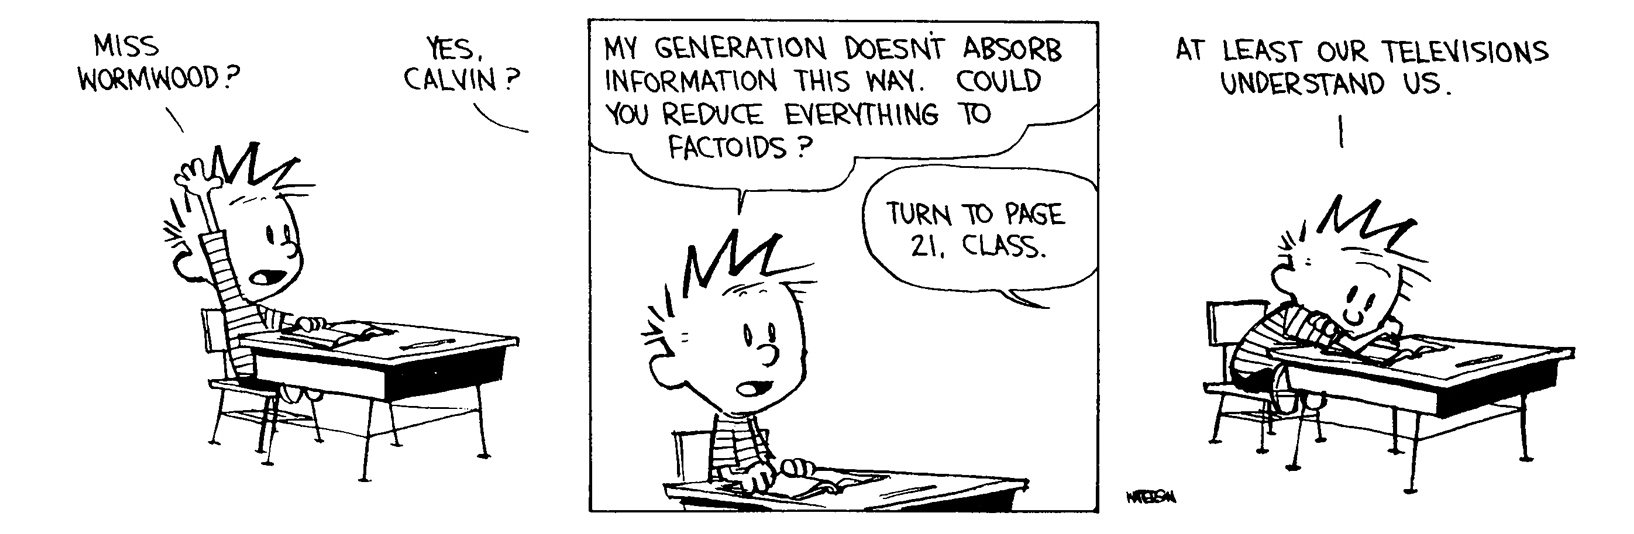 MISS
WORMWOOD?
YES,
CALVIN?
MY GENERATION DOESN'T ABSORB
INFORMATION THIS WAY. COULD
YOU REDUCE EVERYTHING TO
FACTOIDS?
TURN TO PAGE
21, CLASS.
AT LEAST OUR TELEVISIONS
UNDERSTAND US.
WATTERSON